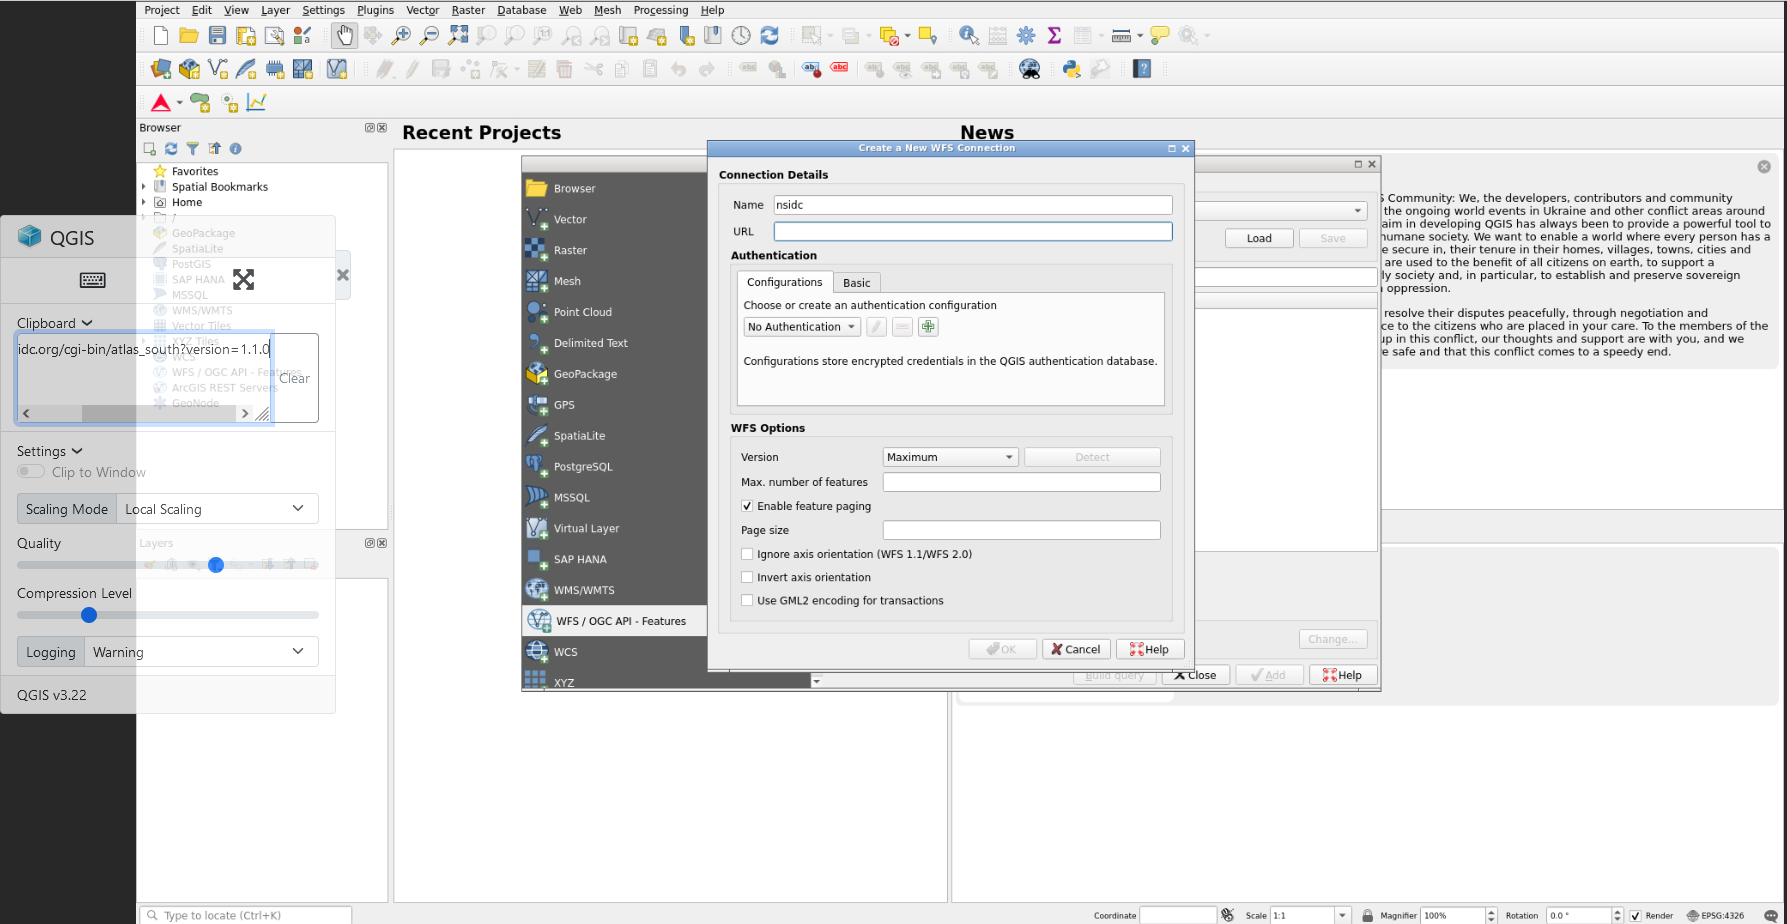 Project Edit View Layer Settings Plugins Vector Raster Database Web Mesh Processing Help
Browser
Favorites
Spatial Bookmarks
Home
/
GeoPackage
SpatiaLite
PostGIS
SAP HANA
MSSQL
WMS/WMTS
Vector Tiles
XYZ Tiles
WCS
WFS / OGC API - Features
ArcGIS REST Servers
GeoNode
Layers
QGIS
Clipboard
idc.org/cgi-bin/atlas_south?version=1.1.0
Clear
Settings
Clip to Window
Scaling Mode Local Scaling
Quality
Compression Level
Logging Warning
QGIS v3.22
Recent Projects
News
Browser
Vector
Raster
Mesh
Point Cloud
Delimited Text
GeoPackage
GPS
SpatiaLite
PostgreSQL
MSSQL
Virtual Layer
SAP HANA
WMS/WMTS
WFS / OGC API - Features
WCS
XYZ
Create a New WFS Connection
Connection Details
Name nsidc
URL
Authentication
Configurations Basic
Choose or create an authentication configuration
No Authentication
Configurations store encrypted credentials in the QGIS authentication database.
WFS Options
Version Maximum Detect
Max. number of features
Enable feature paging
Page size
Ignore axis orientation (WFS 1.1/WFS 2.0)
Invert axis orientation
Use GML2 encoding for transactions
OK Cancel Help
Load Save
Change...
Build query Close Add Help
Community: We, the developers, contributors and community
the ongoing world events in Ukraine and other conflict areas around
aim in developing QGIS has always been to provide a powerful tool to
humane society. We want to enable a world where every person has a
e secure in, their tenure in their homes, villages, towns, cities and
are used to the benefit of all citizens on earth, to support a
y society and, in particular, to establish and preserve sovereign
oppression.
resolve their disputes peacefully, through negotiation and
ce to the citizens who are placed in your care. To the members of the
up in this conflict, our thoughts and support are with you, and we
e safe and that this conflict comes to a speedy end.
Type to locate (Ctrl+K)
Coordinate Scale 1:1 Magnifier 100% Rotation 0.0 ° Render EPSG:4326